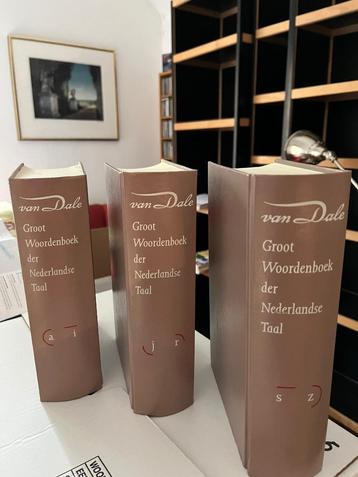 van Dale
Groot
Woordenboek
der
Nederlandse
Taal
a i
van Dale
Groot
Woordenboek
der
Nederlandse
Taal
j r
van Dale
Groot
Woordenboek
der
Nederlandse
Taal
s z